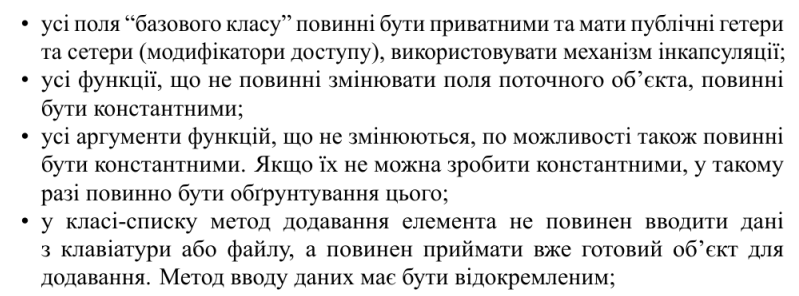 • усі поля “базового класу” повинні бути приватними та мати публічні гетери
та сетери (модифікатори доступу), використовувати механізм інкапсуляції;
• усі функції, що не повинні змінювати поля поточного об’єкта, повинні
бути константними;
• усі аргументи функцій, що не змінюються, по можливості також повинні
бути константними. Якщо їх не можна зробити константними, у такому
разі повинно бути обґрунтування цього;
• у класі-списку метод додавання елемента не повинен вводити дані
з клавіатури або файлу, а повинен приймати вже готовий об’єкт для
додавання. Метод вводу даних має бути відокремленим;